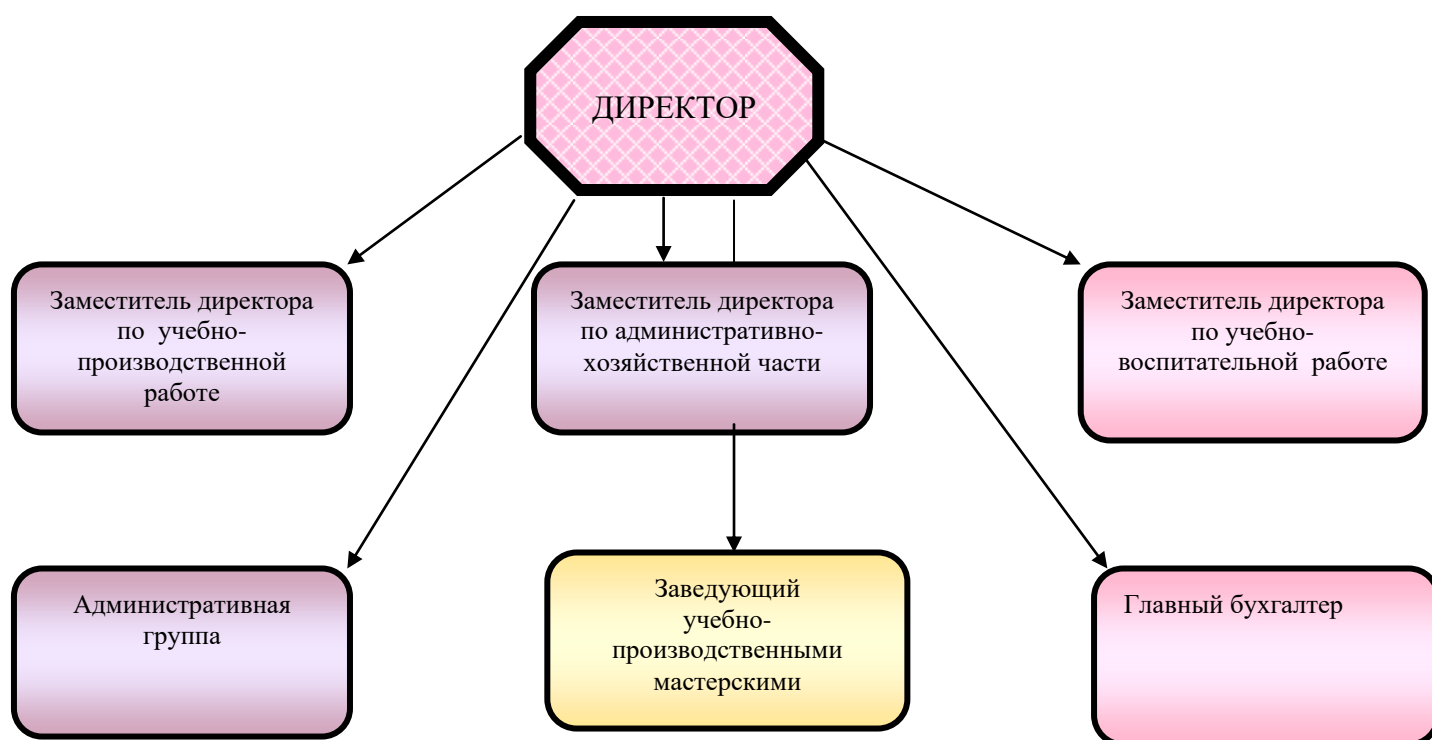 ДИРЕКТОР
Заместитель директора
по учебно-
производственной
работе
Заместитель директора
по административно-
хозяйственной части
Заместитель директора
по учебно-
воспитательной работе
Административная
группа
Заведующий
учебно-
производственными
мастерскими
Главный бухгалтер